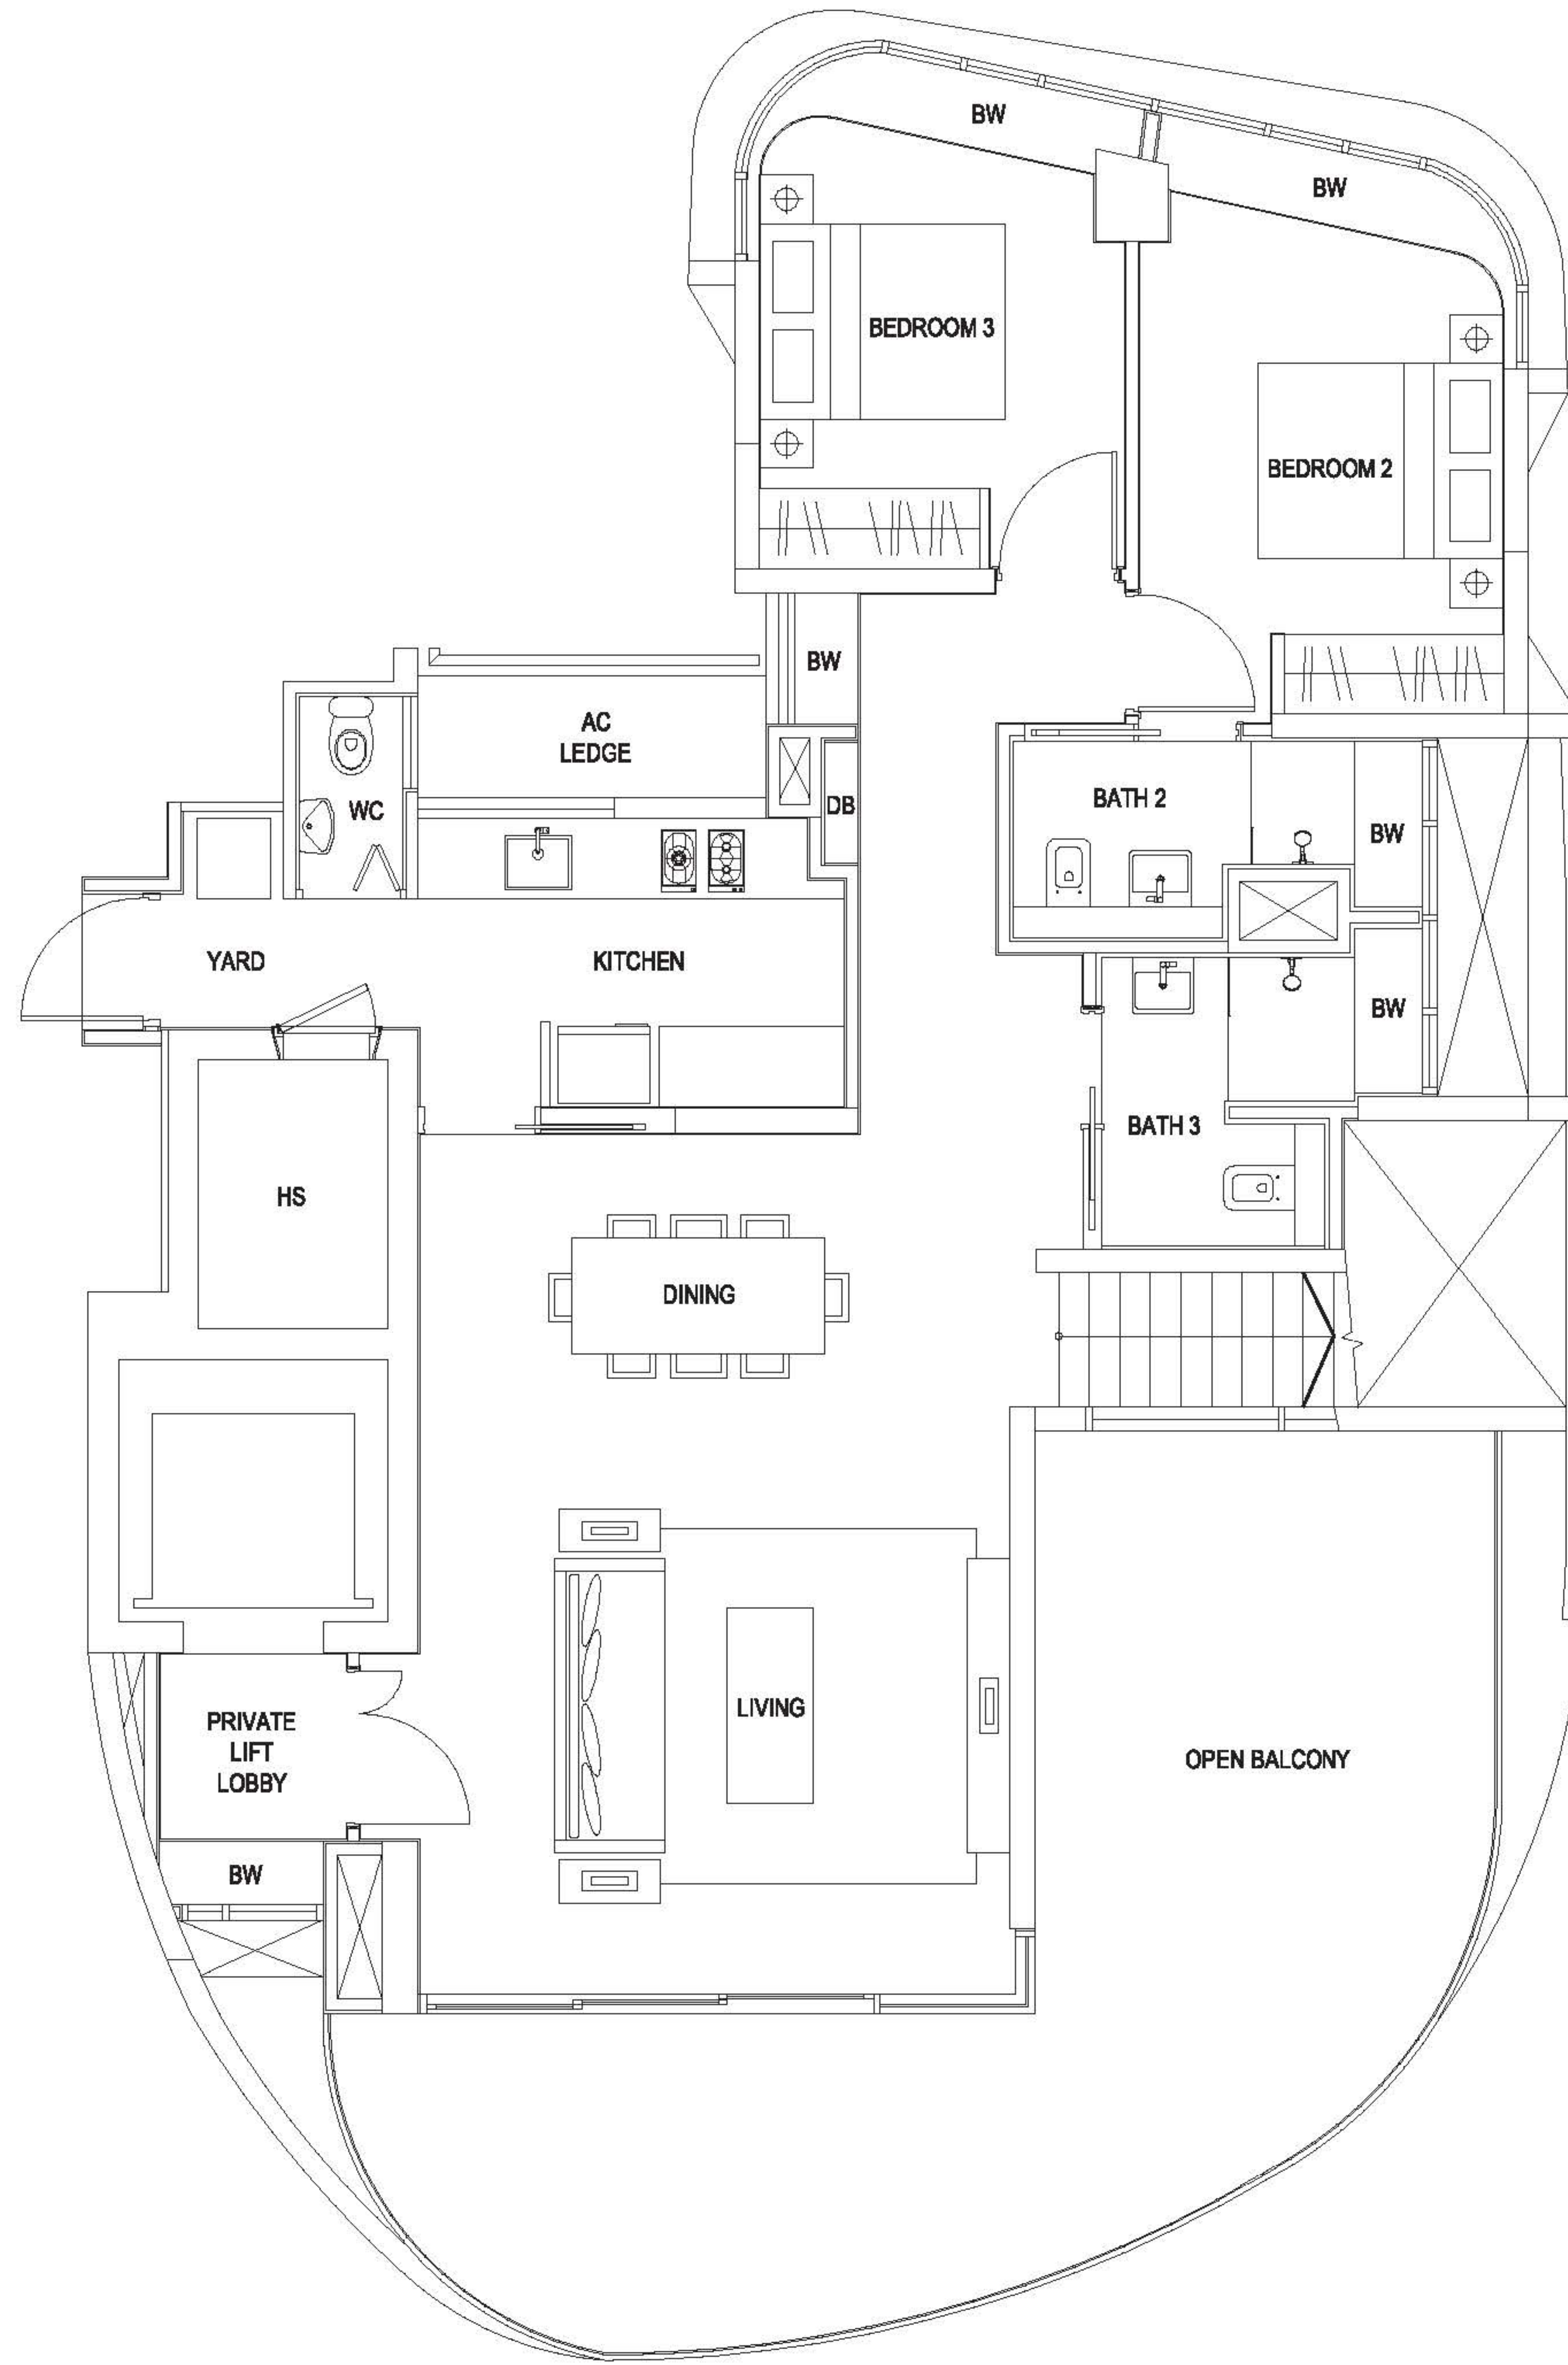 BW
BW
BEDROOM 3
BEDROOM 2
BW
AC
LEDGE
WC
DB
BATH 2
BW
YARD
KITCHEN
BW
BATH 3
HS
DINING
PRIVATE
LIFT
LOBBY
LIVING
OPEN BALCONY
BW